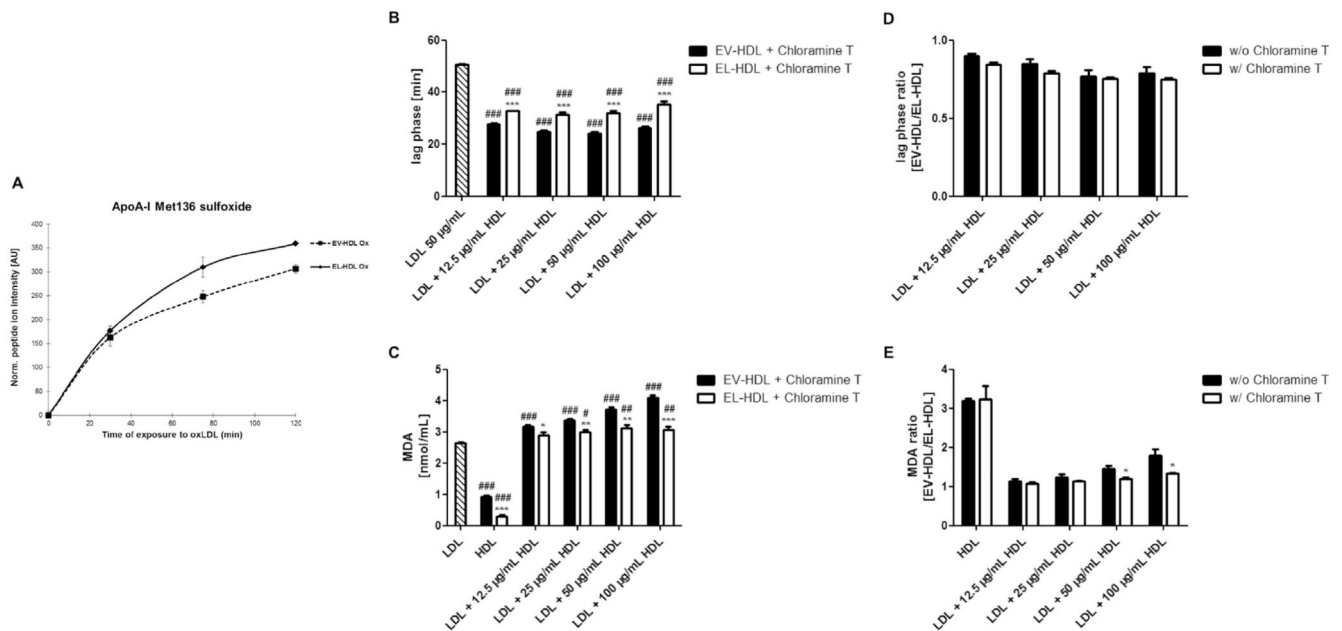 A
ApoA-I Met136 sulfoxide
Norm. peptide ion intensity [AU]
400
350
300
250
200
150
100
50
0
0
20
40
60
80
100
120
Time of exposure to oxLDL (min)
EV-HDL Ox
EL-HDL Ox
B
lag phase [min]
60
40
20
0
EV-HDL + Chloramine T
EL-HDL + Chloramine T
###
###
***
###
###
***
###
###
***
###
###
***
LDL 50 µg/mL
LDL + 12.5 µg/mL HDL
LDL + 25 µg/mL HDL
LDL + 50 µg/mL HDL
LDL + 100 µg/mL HDL
C
MDA
[nmol/mL]
5
4
3
2
1
0
EV-HDL + Chloramine T
EL-HDL + Chloramine T
###
###
***
###
*
###
#
**
###
##
**
###
##
***
LDL
HDL
LDL + 12.5 µg/mL HDL
LDL + 25 µg/mL HDL
LDL + 50 µg/mL HDL
LDL + 100 µg/mL HDL
D
lag phase ratio
[EV-HDL/EL-HDL]
1.0
0.5
0.0
w/o Chloramine T
w/ Chloramine T
LDL + 12.5 µg/mL HDL
LDL + 25 µg/mL HDL
LDL + 50 µg/mL HDL
LDL + 100 µg/mL HDL
E
MDA ratio
[EV-HDL/EL-HDL]
4
3
2
1
0
w/o Chloramine T
w/ Chloramine T
*
*
HDL
LDL + 12.5 µg/mL HDL
LDL + 25 µg/mL HDL
LDL + 50 µg/mL HDL
LDL + 100 µg/mL HDL